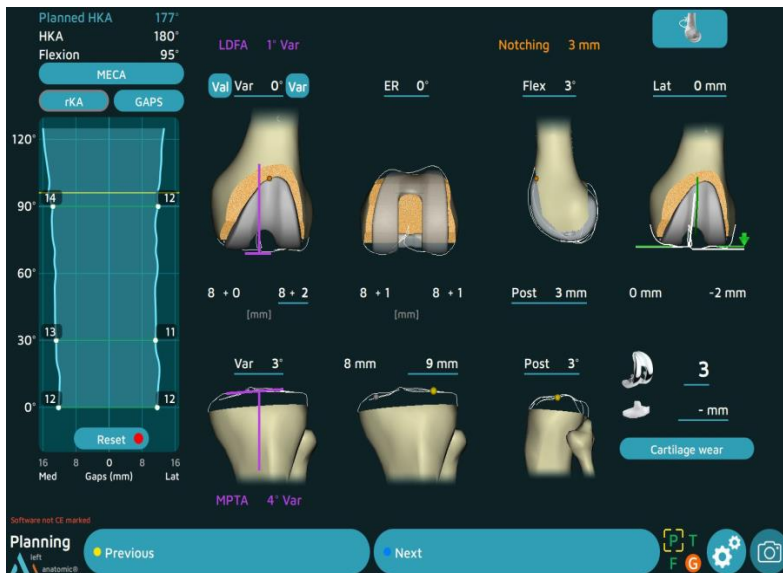 Planned HKA 177°
HKA 180°
Flexion 95°
MECA
rKA GAPS
120°
90°
60°
30°
0°
14 12
13 11
12 12
Reset
16 8 0 8 16
Med Gaps (mm) Lat
LDFA 1° Var
Notching 3 mm
Val Var 0° Var
ER 0°
Flex 3°
Lat 0 mm
8 + 0 8 + 2
[mm]
8 + 1 8 + 1
[mm]
Post 3 mm
0 mm -2 mm
Var 3°
8 mm 9 mm
Post 3°
3
- mm
Cartilage wear
MPTA 4° Var
Software not CE marked
Planning
left
anatomic®
Previous
Next
P T
F G